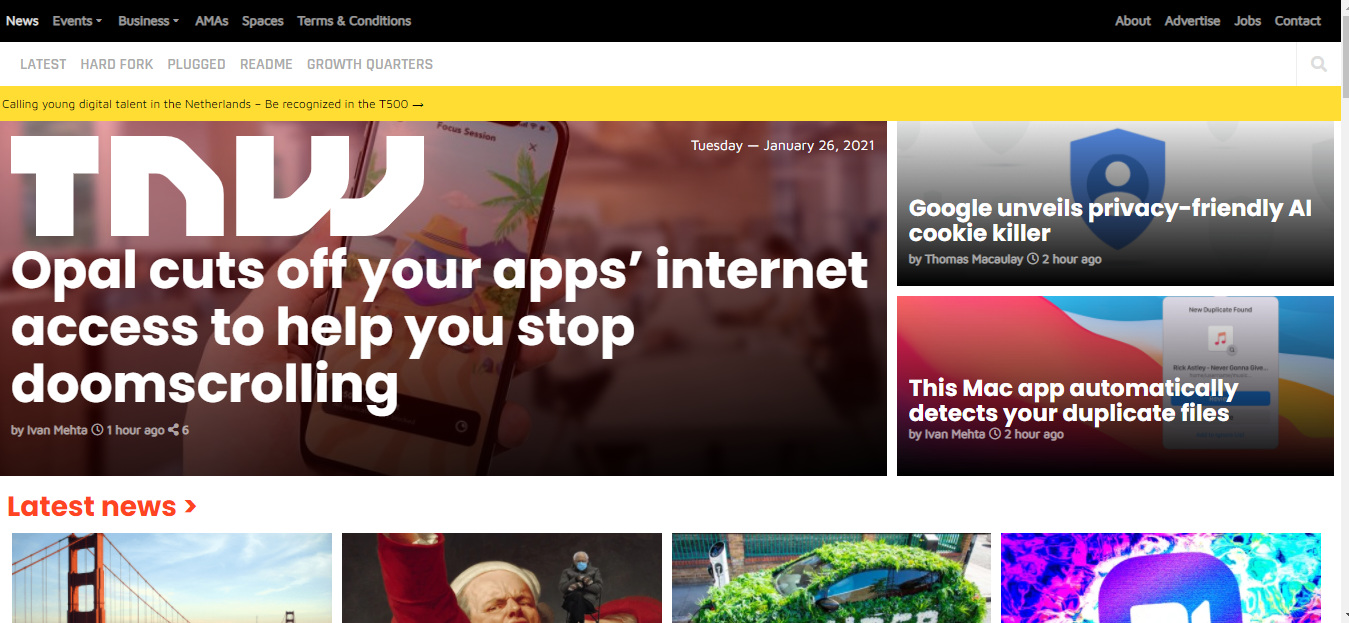 News Events Business AMAs Spaces Terms & Conditions About Advertise Jobs Contact
LATEST HARD FORK PLUGGED README GROWTH QUARTERS
Calling young digital talent in the Netherlands – Be recognized in the T500 →
TNW
Focus Session
Tuesday — January 26, 2021
Opal cuts off your apps’ internet
access to help you stop
doomscrolling
by Ivan Mehta 1 hour ago 6
Google unveils privacy-friendly AI
cookie killer
by Thomas Macaulay 2 hour ago
New Duplicate Found
Rick Astley - Never Gonna Give...
This Mac app automatically
detects your duplicate files
by Ivan Mehta 2 hour ago
Latest news >